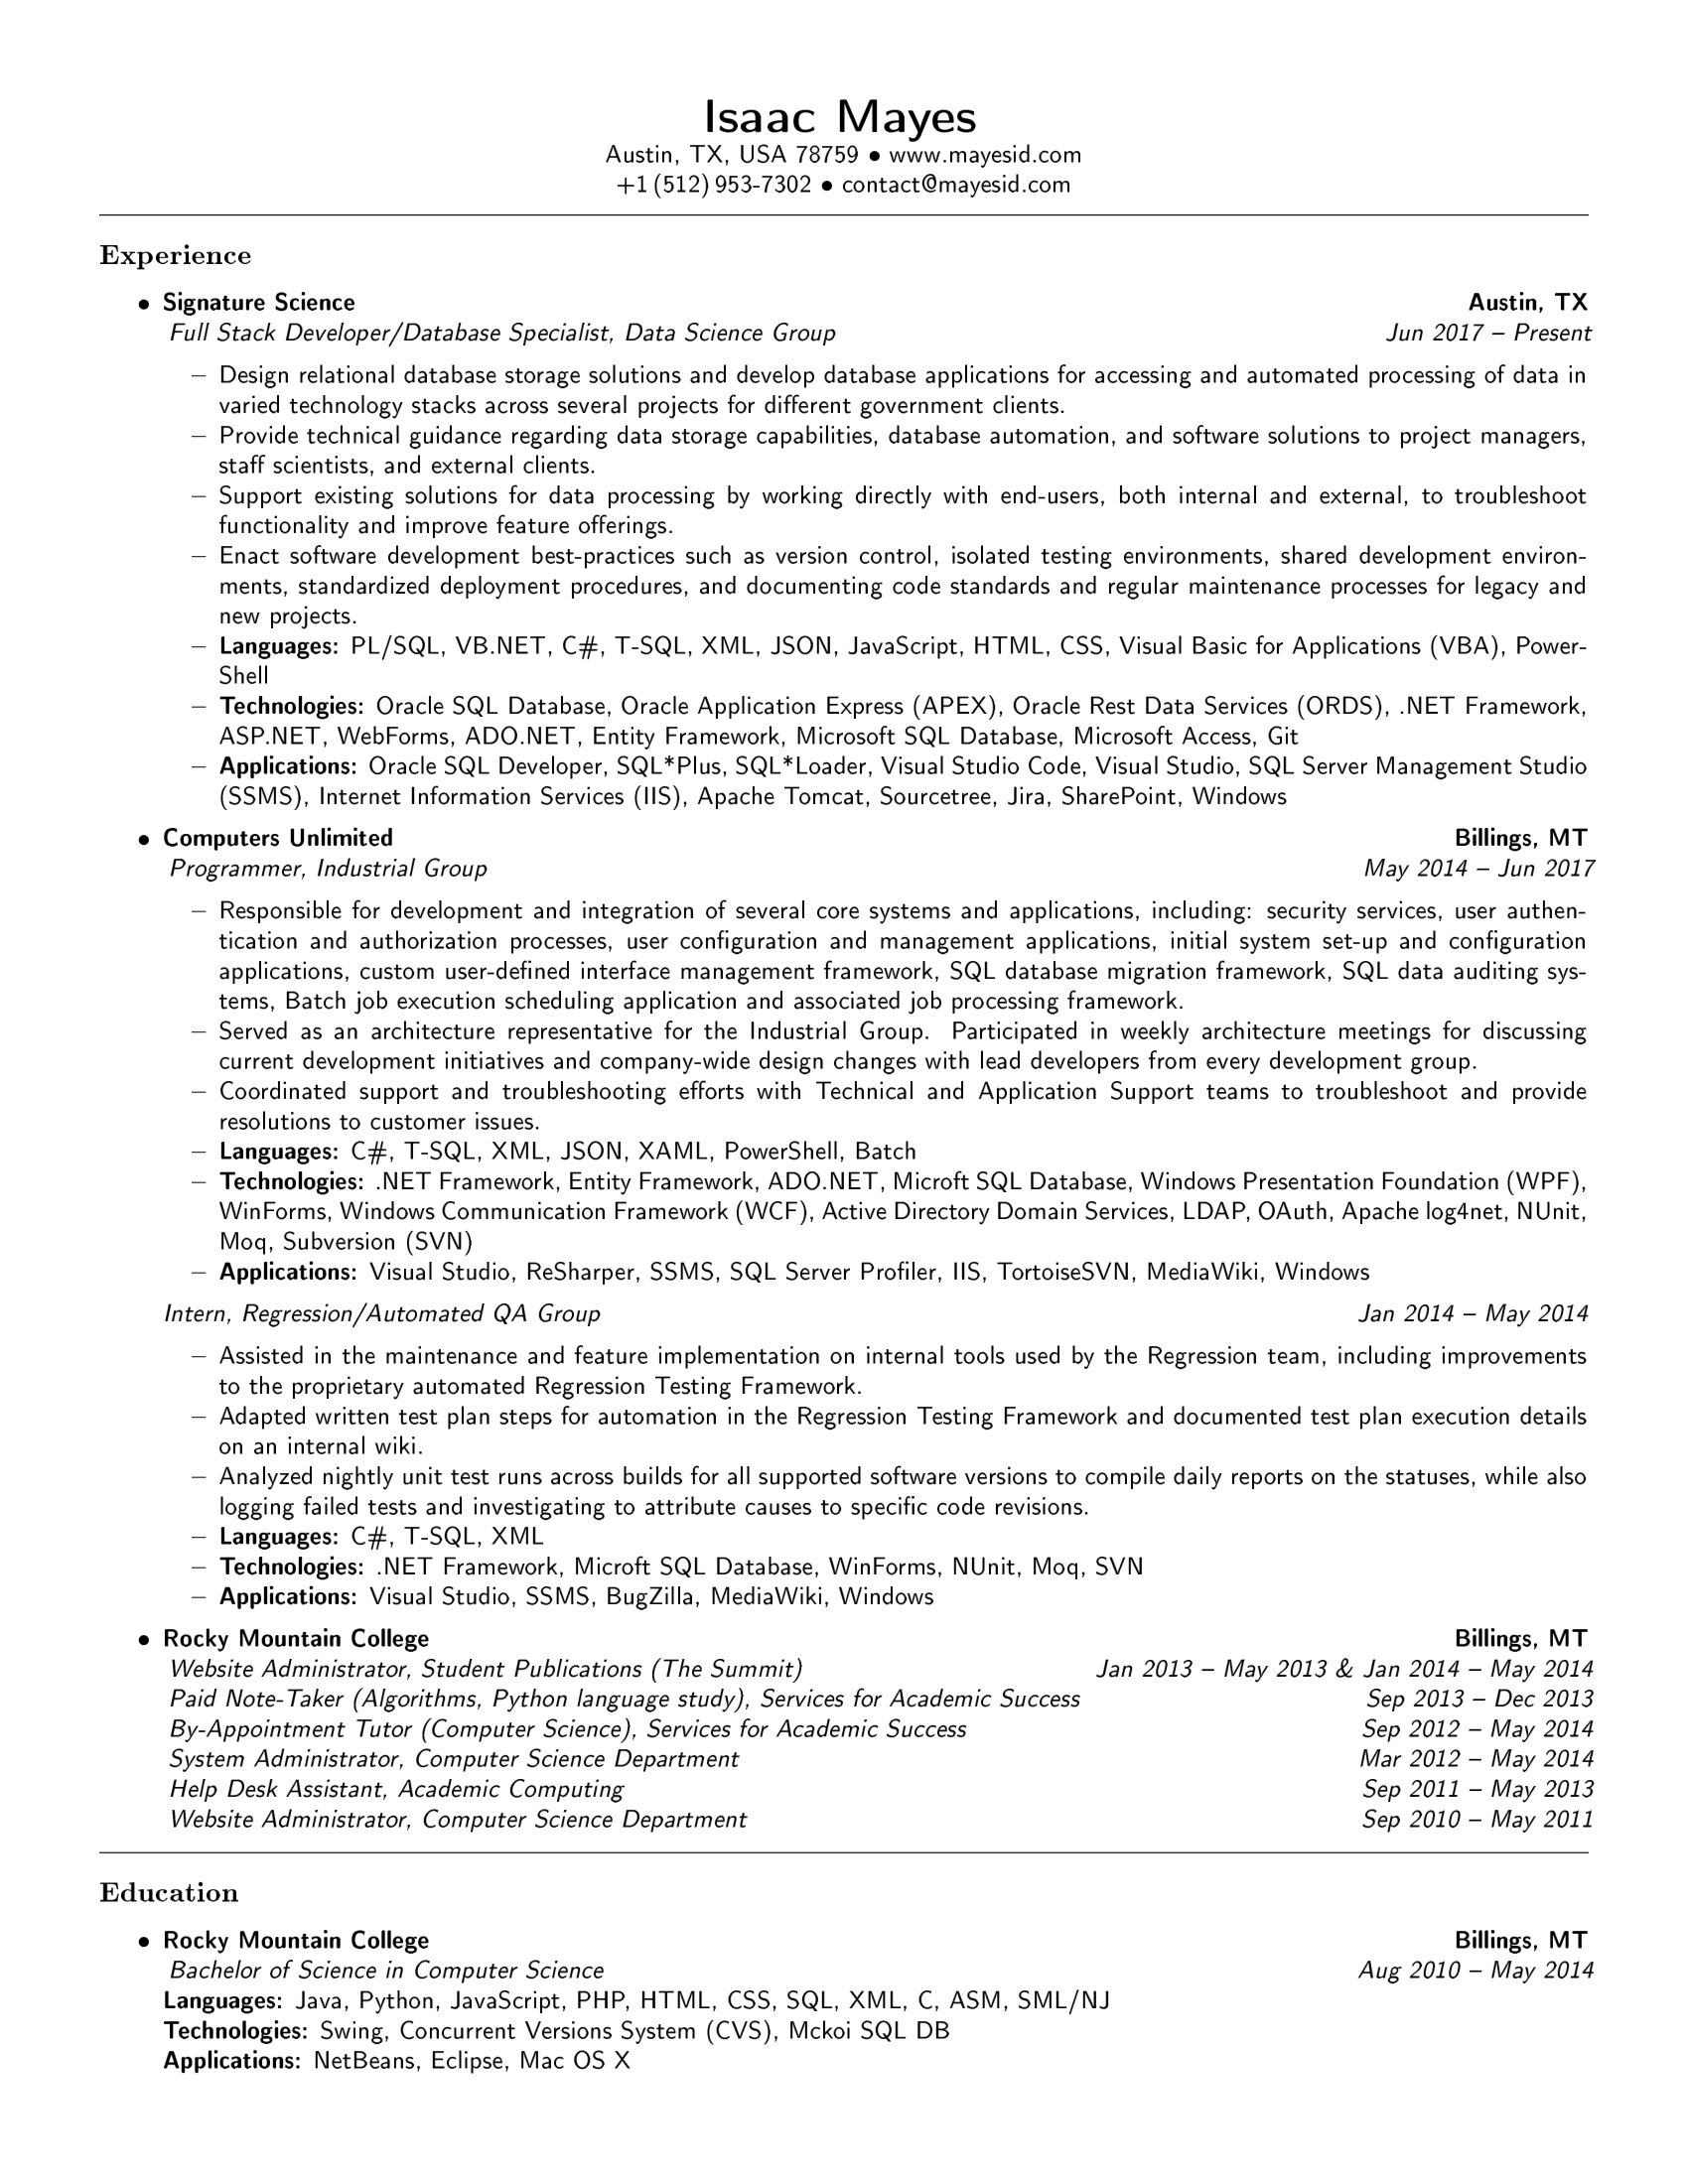 Isaac Mayes
Austin, TX, USA 78759 • www.mayesid.com
+1 (512) 953-7302 • contact@mayesid.com
Experience
• Signature Science Austin, TX
Full Stack Developer/Database Specialist, Data Science Group Jun 2017 – Present
– Design relational database storage solutions and develop database applications for accessing and automated processing of data in
varied technology stacks across several projects for different government clients.
– Provide technical guidance regarding data storage capabilities, database automation, and software solutions to project managers,
staff scientists, and external clients.
– Support existing solutions for data processing by working directly with end-users, both internal and external, to troubleshoot
functionality and improve feature offerings.
– Enact software development best-practices such as version control, isolated testing environments, shared development environ-
ments, standardized deployment procedures, and documenting code standards and regular maintenance processes for legacy and
new projects.
– Languages: PL/SQL, VB.NET, C#, T-SQL, XML, JSON, JavaScript, HTML, CSS, Visual Basic for Applications (VBA), Power-
Shell
– Technologies: Oracle SQL Database, Oracle Application Express (APEX), Oracle Rest Data Services (ORDS), .NET Framework,
ASP.NET, WebForms, ADO.NET, Entity Framework, Microsoft SQL Database, Microsoft Access, Git
– Applications: Oracle SQL Developer, SQL*Plus, SQL*Loader, Visual Studio Code, Visual Studio, SQL Server Management Studio
(SSMS), Internet Information Services (IIS), Apache Tomcat, Sourcetree, Jira, SharePoint, Windows
• Computers Unlimited Billings, MT
Programmer, Industrial Group May 2014 – Jun 2017
– Responsible for development and integration of several core systems and applications, including: security services, user authen-
tication and authorization processes, user configuration and management applications, initial system set-up and configuration
applications, custom user-defined interface management framework, SQL database migration framework, SQL data auditing sys-
tems, Batch job execution scheduling application and associated job processing framework.
– Served as an architecture representative for the Industrial Group. Participated in weekly architecture meetings for discussing
current development initiatives and company-wide design changes with lead developers from every development group.
– Coordinated support and troubleshooting efforts with Technical and Application Support teams to troubleshoot and provide
resolutions to customer issues.
– Languages: C#, T-SQL, XML, JSON, XAML, PowerShell, Batch
– Technologies: .NET Framework, Entity Framework, ADO.NET, Microft SQL Database, Windows Presentation Foundation (WPF),
WinForms, Windows Communication Framework (WCF), Active Directory Domain Services, LDAP, OAuth, Apache log4net, NUnit,
Moq, Subversion (SVN)
– Applications: Visual Studio, ReSharper, SSMS, SQL Server Profiler, IIS, TortoiseSVN, MediaWiki, Windows
Intern, Regression/Automated QA Group Jan 2014 – May 2014
– Assisted in the maintenance and feature implementation on internal tools used by the Regression team, including improvements
to the proprietary automated Regression Testing Framework.
– Adapted written test plan steps for automation in the Regression Testing Framework and documented test plan execution details
on an internal wiki.
– Analyzed nightly unit test runs across builds for all supported software versions to compile daily reports on the statuses, while also
logging failed tests and investigating to attribute causes to specific code revisions.
– Languages: C#, T-SQL, XML
– Technologies: .NET Framework, Microft SQL Database, WinForms, NUnit, Moq, SVN
– Applications: Visual Studio, SSMS, BugZilla, MediaWiki, Windows
• Rocky Mountain College Billings, MT
Website Administrator, Student Publications (The Summit) Jan 2013 – May 2013 & Jan 2014 – May 2014
Paid Note-Taker (Algorithms, Python language study), Services for Academic Success Sep 2013 – Dec 2013
By-Appointment Tutor (Computer Science), Services for Academic Success Sep 2012 – May 2014
System Administrator, Computer Science Department Mar 2012 – May 2014
Help Desk Assistant, Academic Computing Sep 2011 – May 2013
Website Administrator, Computer Science Department Sep 2010 – May 2011
Education
• Rocky Mountain College Billings, MT
Bachelor of Science in Computer Science Aug 2010 – May 2014
Languages: Java, Python, JavaScript, PHP, HTML, CSS, SQL, XML, C, ASM, SML/NJ
Technologies: Swing, Concurrent Versions System (CVS), Mckoi SQL DB
Applications: NetBeans, Eclipse, Mac OS X